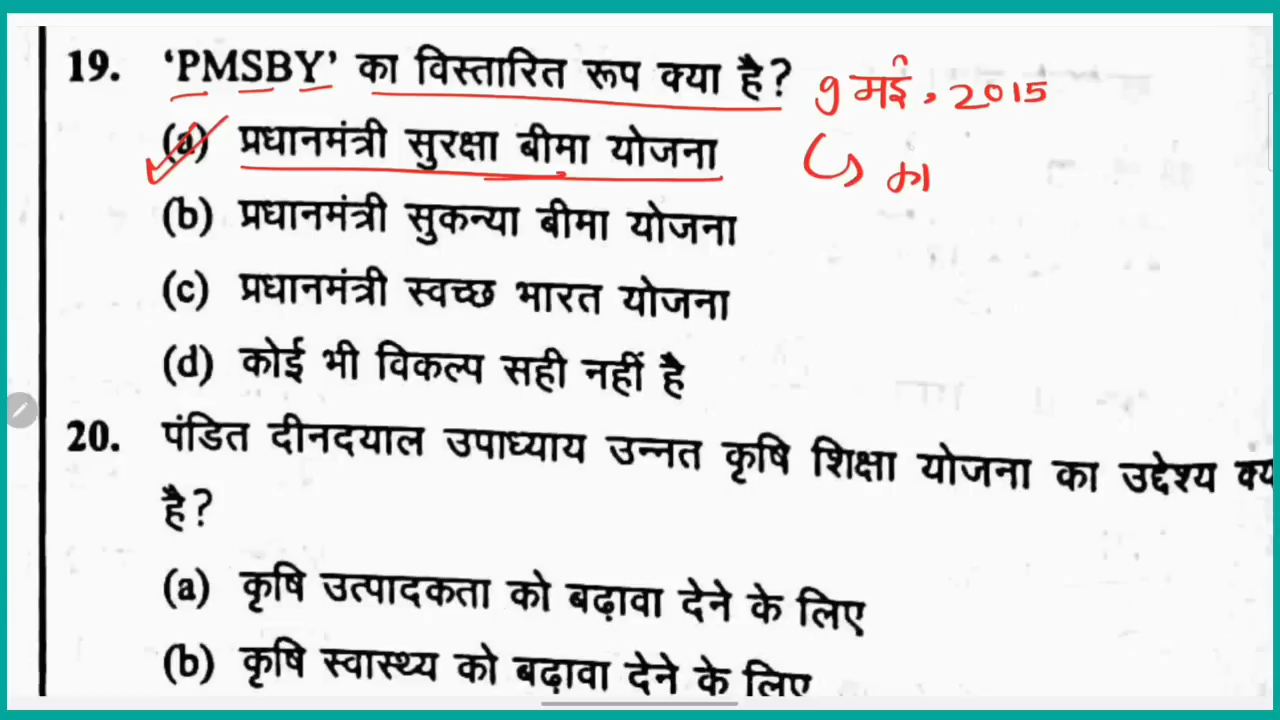 19. 'PMSBY' का विस्तारित रूप क्या है? 9 मई, 2015
(a) प्रधानमंत्री सुरक्षा बीमा योजना
का
(b) प्रधानमंत्री सुकन्या बीमा योजना
(c) प्रधानमंत्री स्वच्छ भारत योजना
(d) कोई भी विकल्प सही नहीं है
20. पंडित दीनदयाल उपाध्याय उन्नत कृषि शिक्षा योजना का उद्देश्य
है?
(a) कृषि उत्पादकता को बढ़ावा देने के लिए
(b) कृषि स्वास्थ्य को बढ़ावा देने के लिए